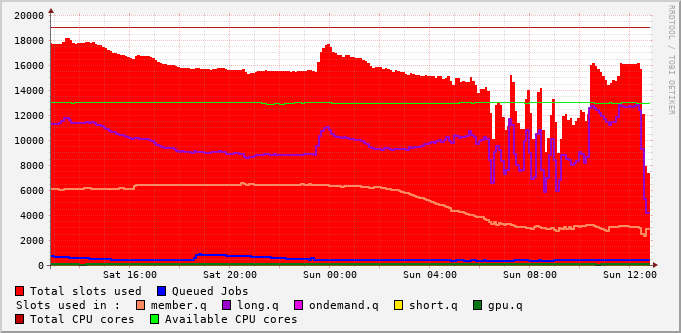 20000
18000
16000
14000
12000
10000
8000
6000
4000
2000
0
Sat 16:00 Sat 20:00 Sun 00:00 Sun 04:00 Sun 08:00 Sun 12:00
RRDTOOL / TOBI OETIKER
Total slots used Queued Jobs
Slots used in : member.q long.q ondemand.q short.q gpu.q
Total CPU cores Available CPU cores